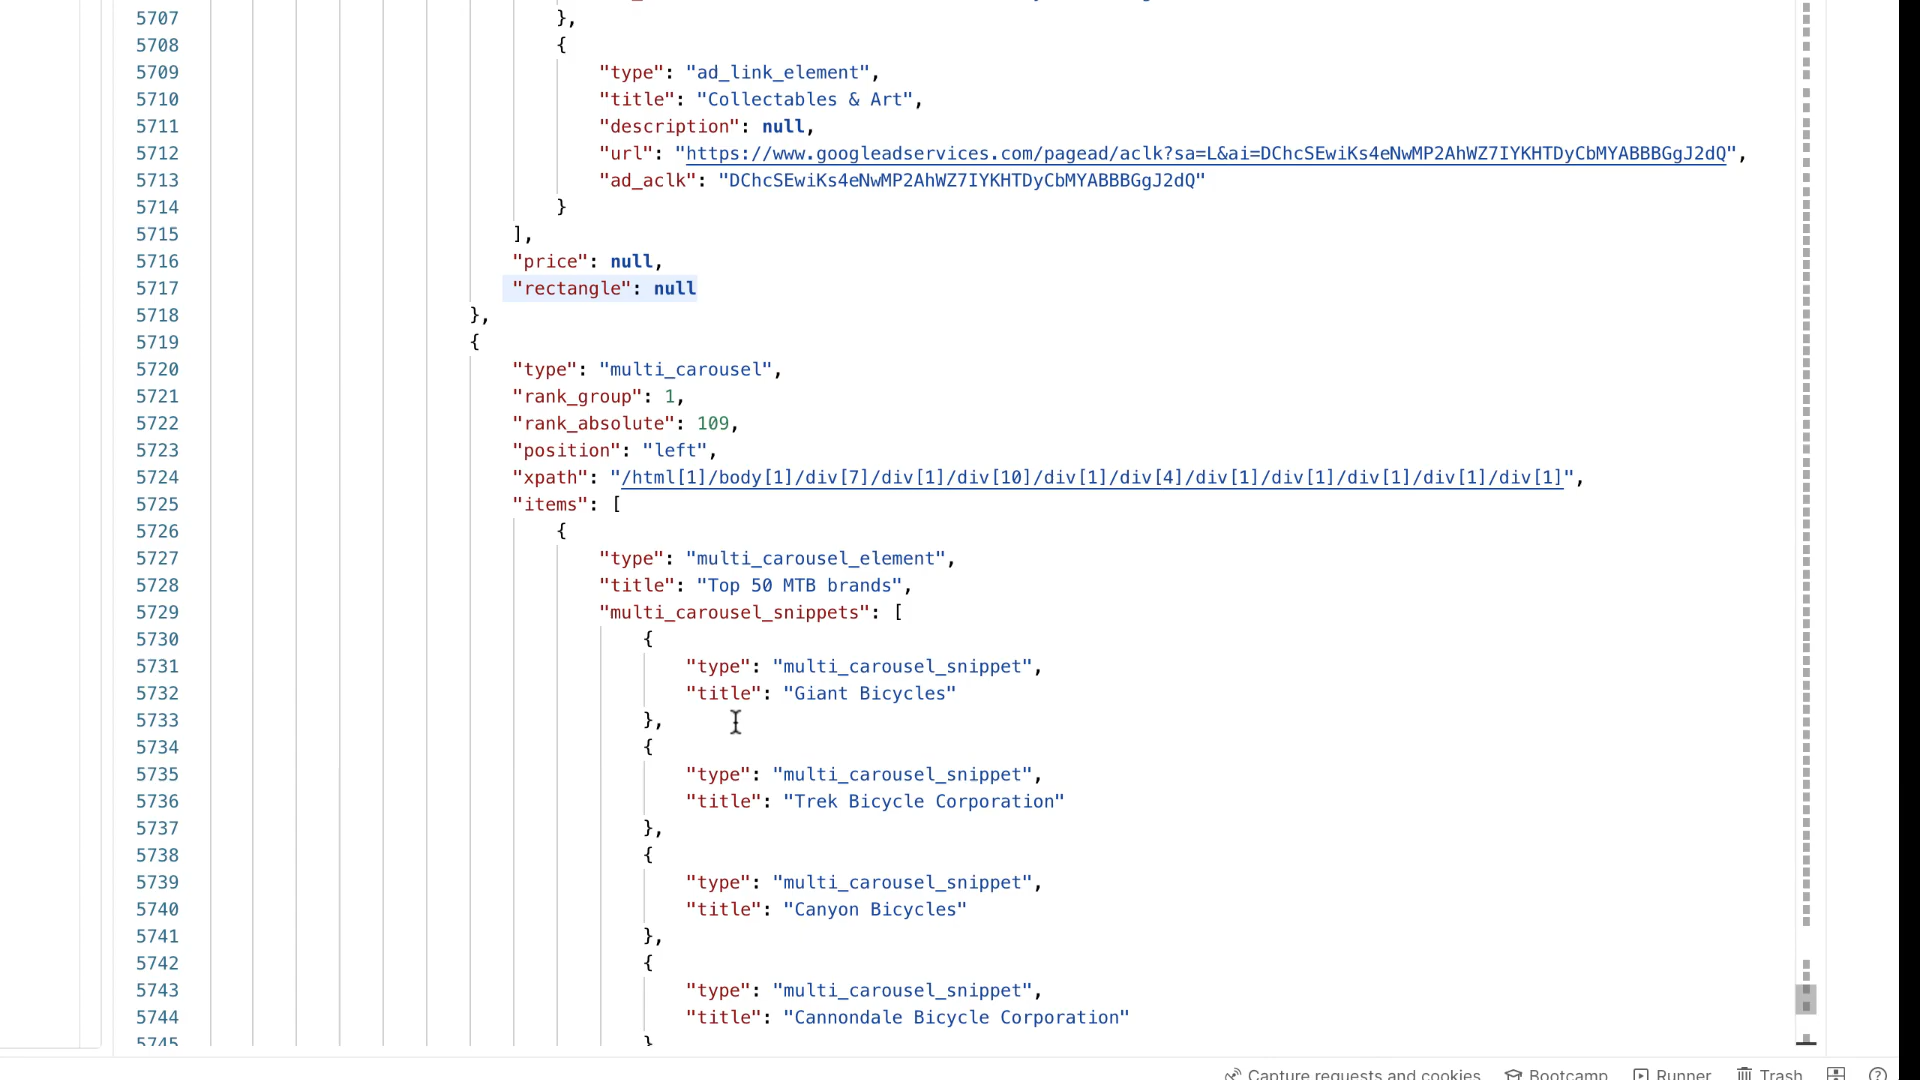 5707 },
5708 {
5709 "type": "ad_link_element",
5710 "title": "Collectables & Art",
5711 "description": null,
5712 "url": "https://www.googleadservices.com/pagead/aclk?sa=L&ai=DChcSEwiKs4eNwMP2AhWZ7IYKHTDyCbMYABBBGgJ2dQ",
5713 "ad_aclk": "DChcSEwiKs4eNwMP2AhWZ7IYKHTDyCbMYABBBGgJ2dQ"
5714 }
5715 ],
5716 "price": null,
5717 "rectangle": null
5718 },
5719 {
5720 "type": "multi_carousel",
5721 "rank_group": 1,
5722 "rank_absolute": 109,
5723 "position": "left",
5724 "xpath": "/html[1]/body[1]/div[7]/div[1]/div[10]/div[1]/div[4]/div[1]/div[1]/div[1]/div[1]/div[1]",
5725 "items": [
5726 {
5727 "type": "multi_carousel_element",
5728 "title": "Top 50 MTB brands",
5729 "multi_carousel_snippets": [
5730 {
5731 "type": "multi_carousel_snippet",
5732 "title": "Giant Bicycles"
5733 },
5734 {
5735 "type": "multi_carousel_snippet",
5736 "title": "Trek Bicycle Corporation"
5737 },
5738 {
5739 "type": "multi_carousel_snippet",
5740 "title": "Canyon Bicycles"
5741 },
5742 {
5743 "type": "multi_carousel_snippet",
5744 "title": "Cannondale Bicycle Corporation"
5745 }
Capture requests and cookies Bootcamp Runner Trash